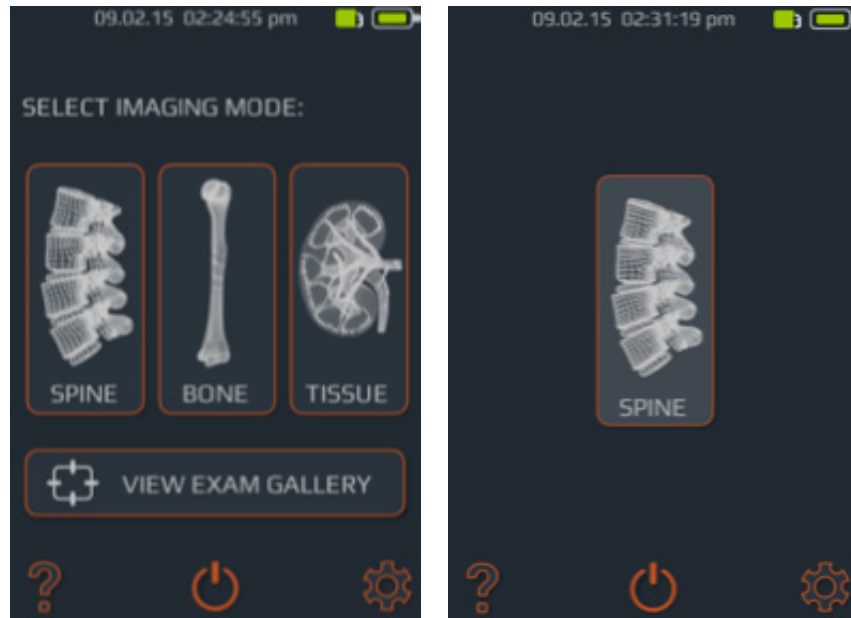 09.02.15 02:24:55 pm
SELECT IMAGING MODE:
SPINE
BONE
TISSUE
VIEW EXAM GALLERY
?
09.02.15 02:31:19 pm
SPINE
?